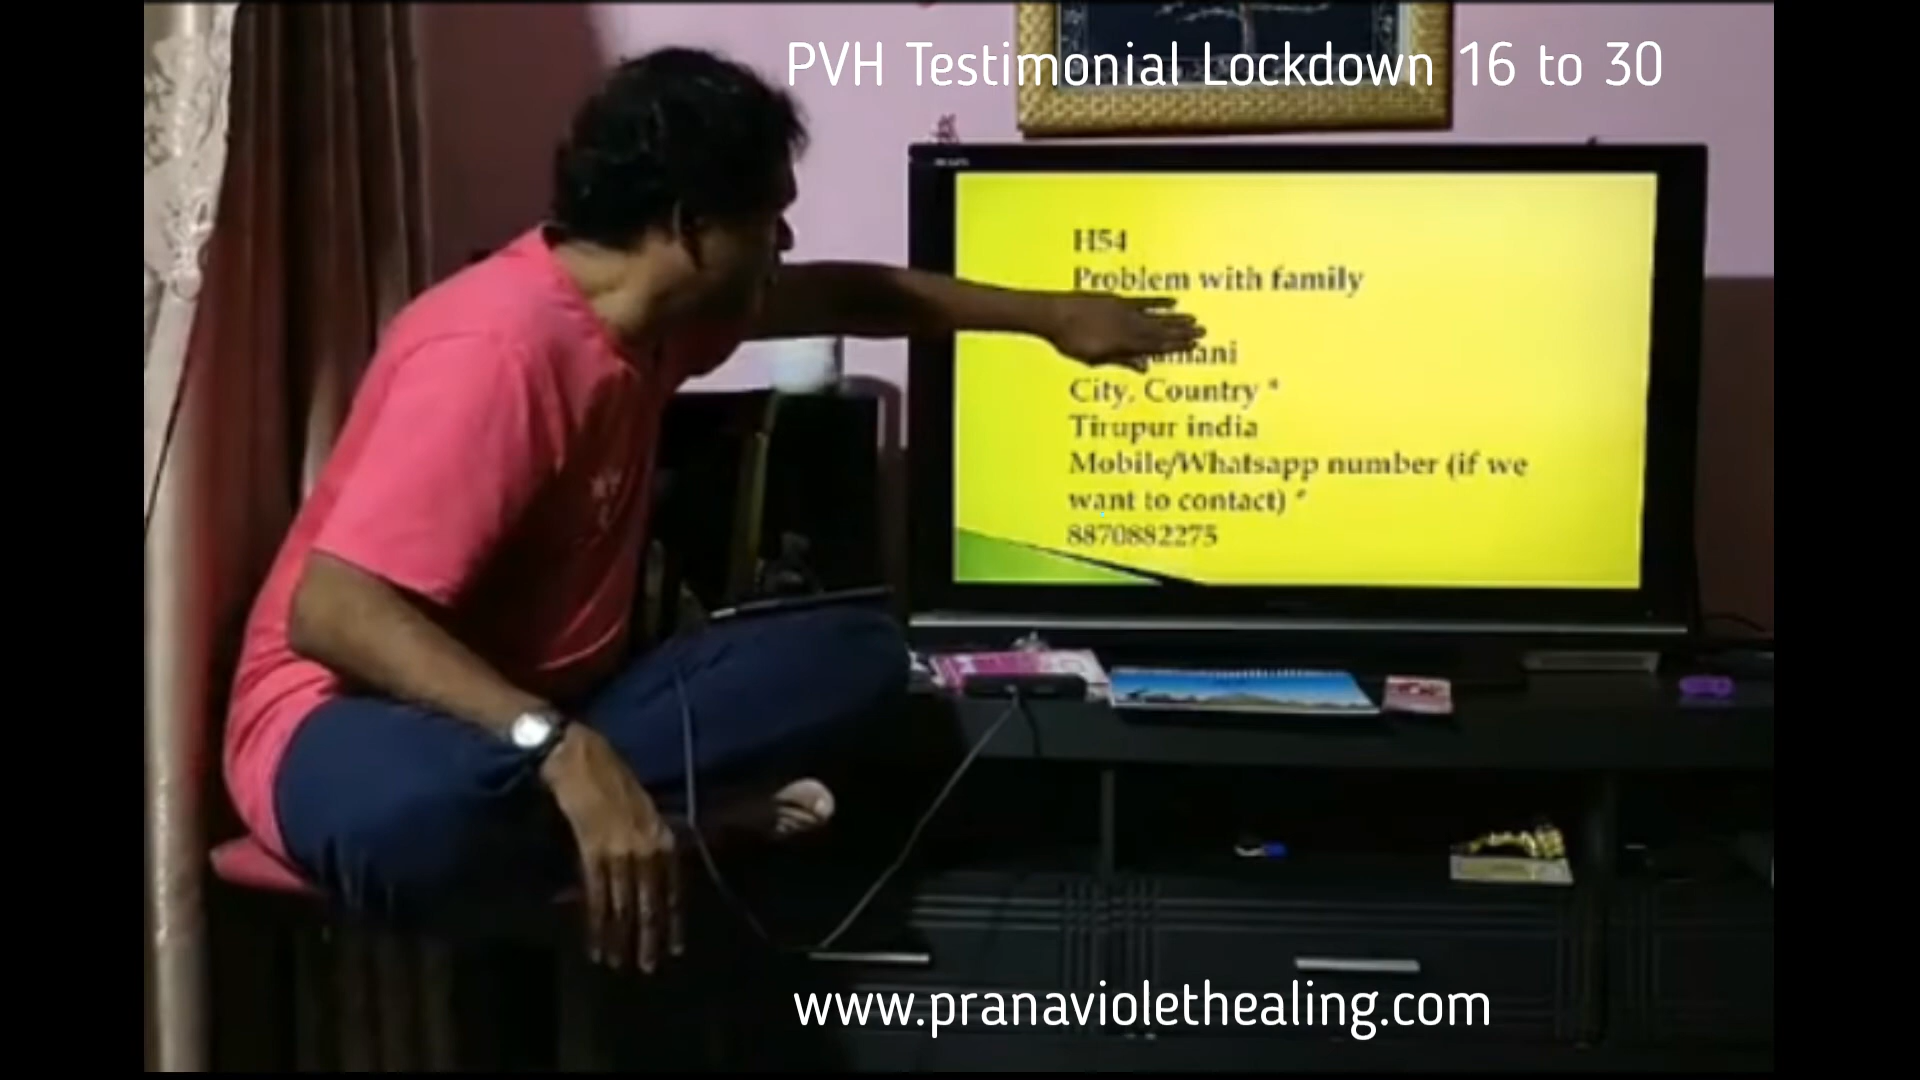 PVH Testimonial Lockdown 16 to 30
H54
Problem with family
City, Country *
Tirupur india
Mobile/Whatsapp number (if we
want to contact) *
8870882275
www.pranaviolethealing.com